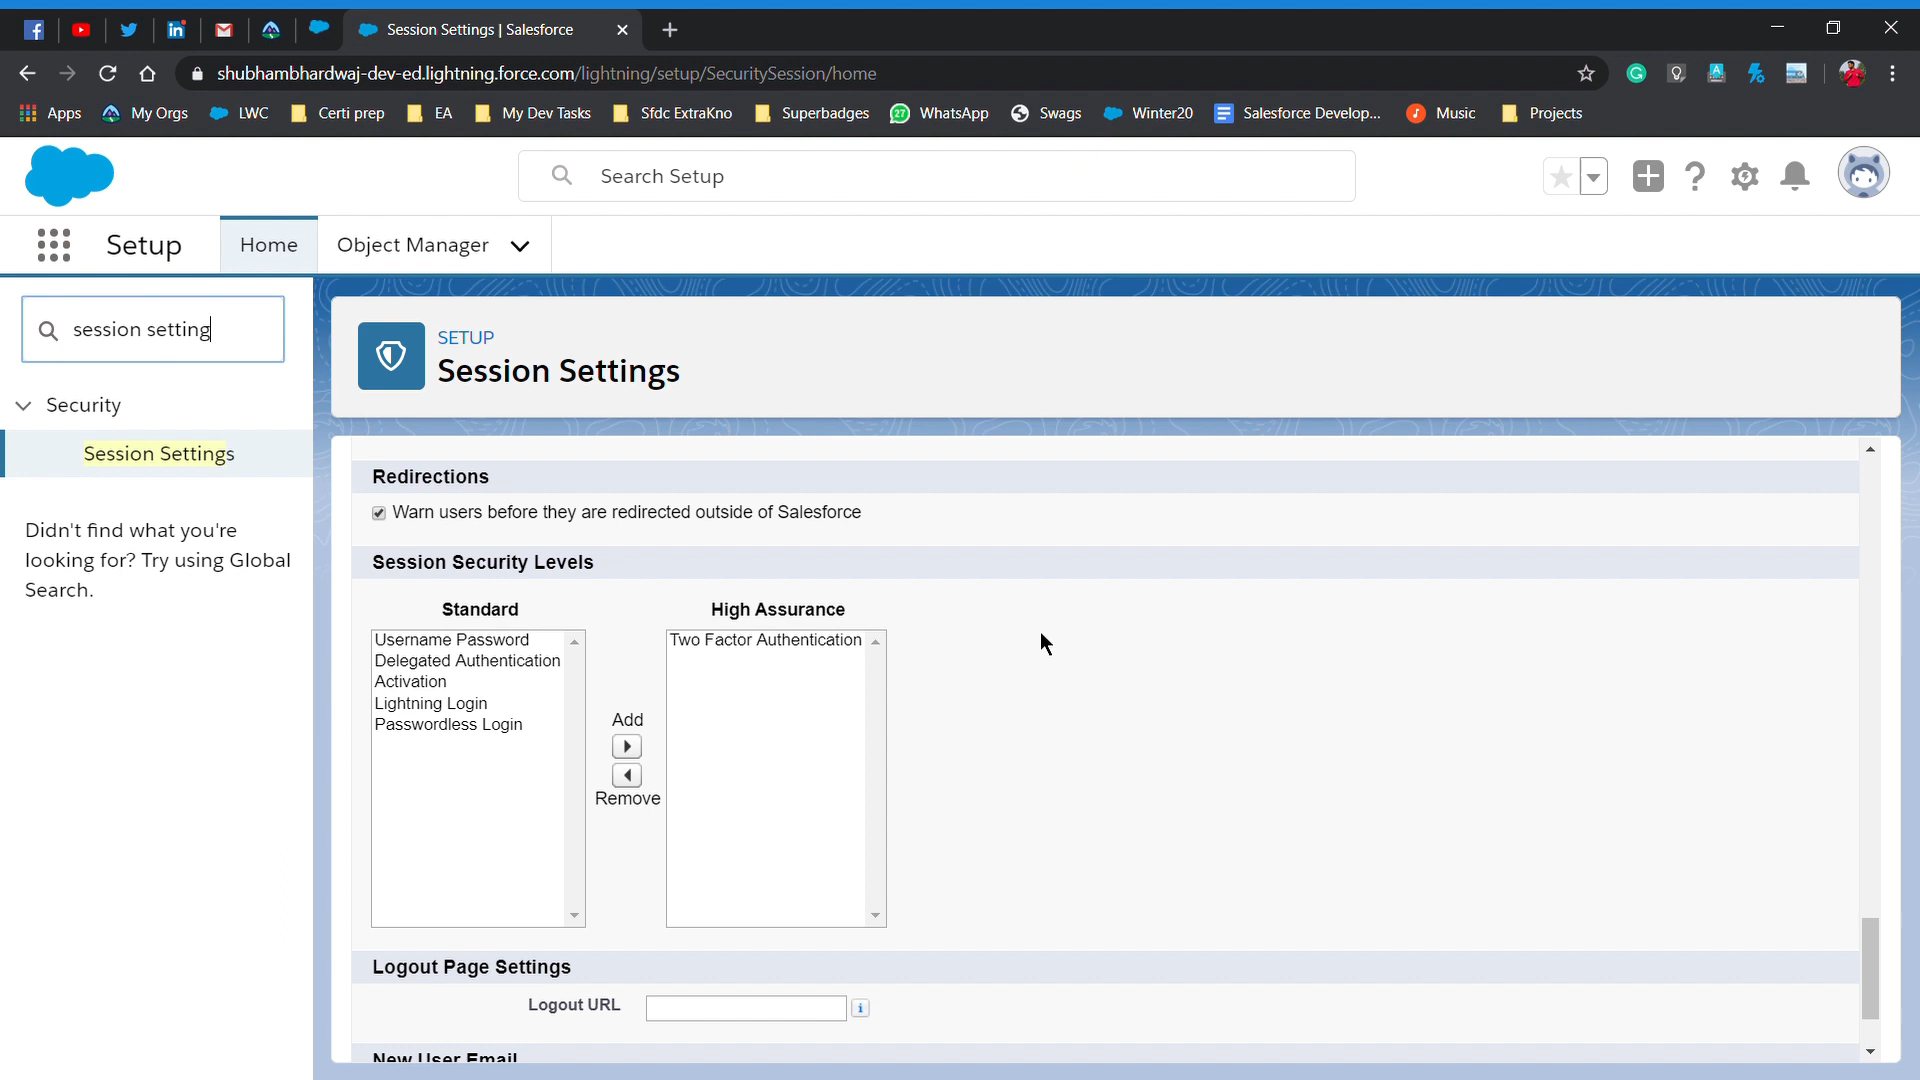 Session Settings | Salesforce
shubhambhardwaj-dev-ed.lightning.force.com/lightning/setup/SecuritySession/home
Apps My Orgs LWC Certi prep EA My Dev Tasks Sfdc ExtraKno Superbadges 27 WhatsApp Swags Winter20 Salesforce Develop... Music Projects
Search Setup
Setup Home Object Manager
session setting
Security
Session Settings
Didn't find what you're
looking for? Try using Global
Search.
SETUP
Session Settings
Redirections
Warn users before they are redirected outside of Salesforce
Session Security Levels
Standard High Assurance
Username Password
Delegated Authentication
Activation
Lightning Login
Passwordless Login
Add
Remove
Two Factor Authentication
Logout Page Settings
Logout URL
New User Email